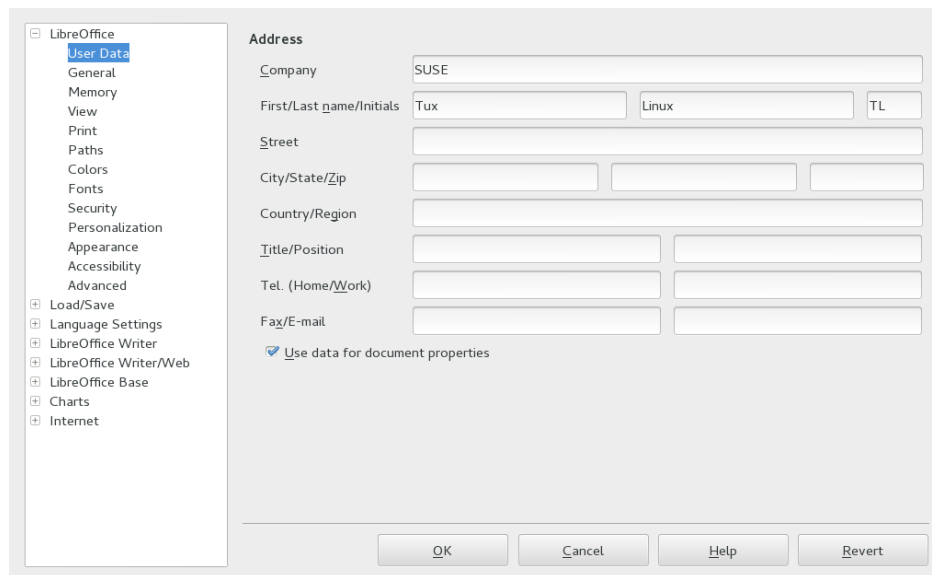 LibreOffice
User Data
General
Memory
View
Print
Paths
Colors
Fonts
Security
Personalization
Appearance
Accessibility
Advanced
Load/Save
Language Settings
LibreOffice Writer
LibreOffice Writer/Web
LibreOffice Base
Charts
Internet
Address
Company SUSE
First/Last name/Initials Tux Linux TL
Street
City/State/Zip
Country/Region
Title/Position
Tel. (Home/Work)
Fax/E-mail
Use data for document properties
OK Cancel Help Revert